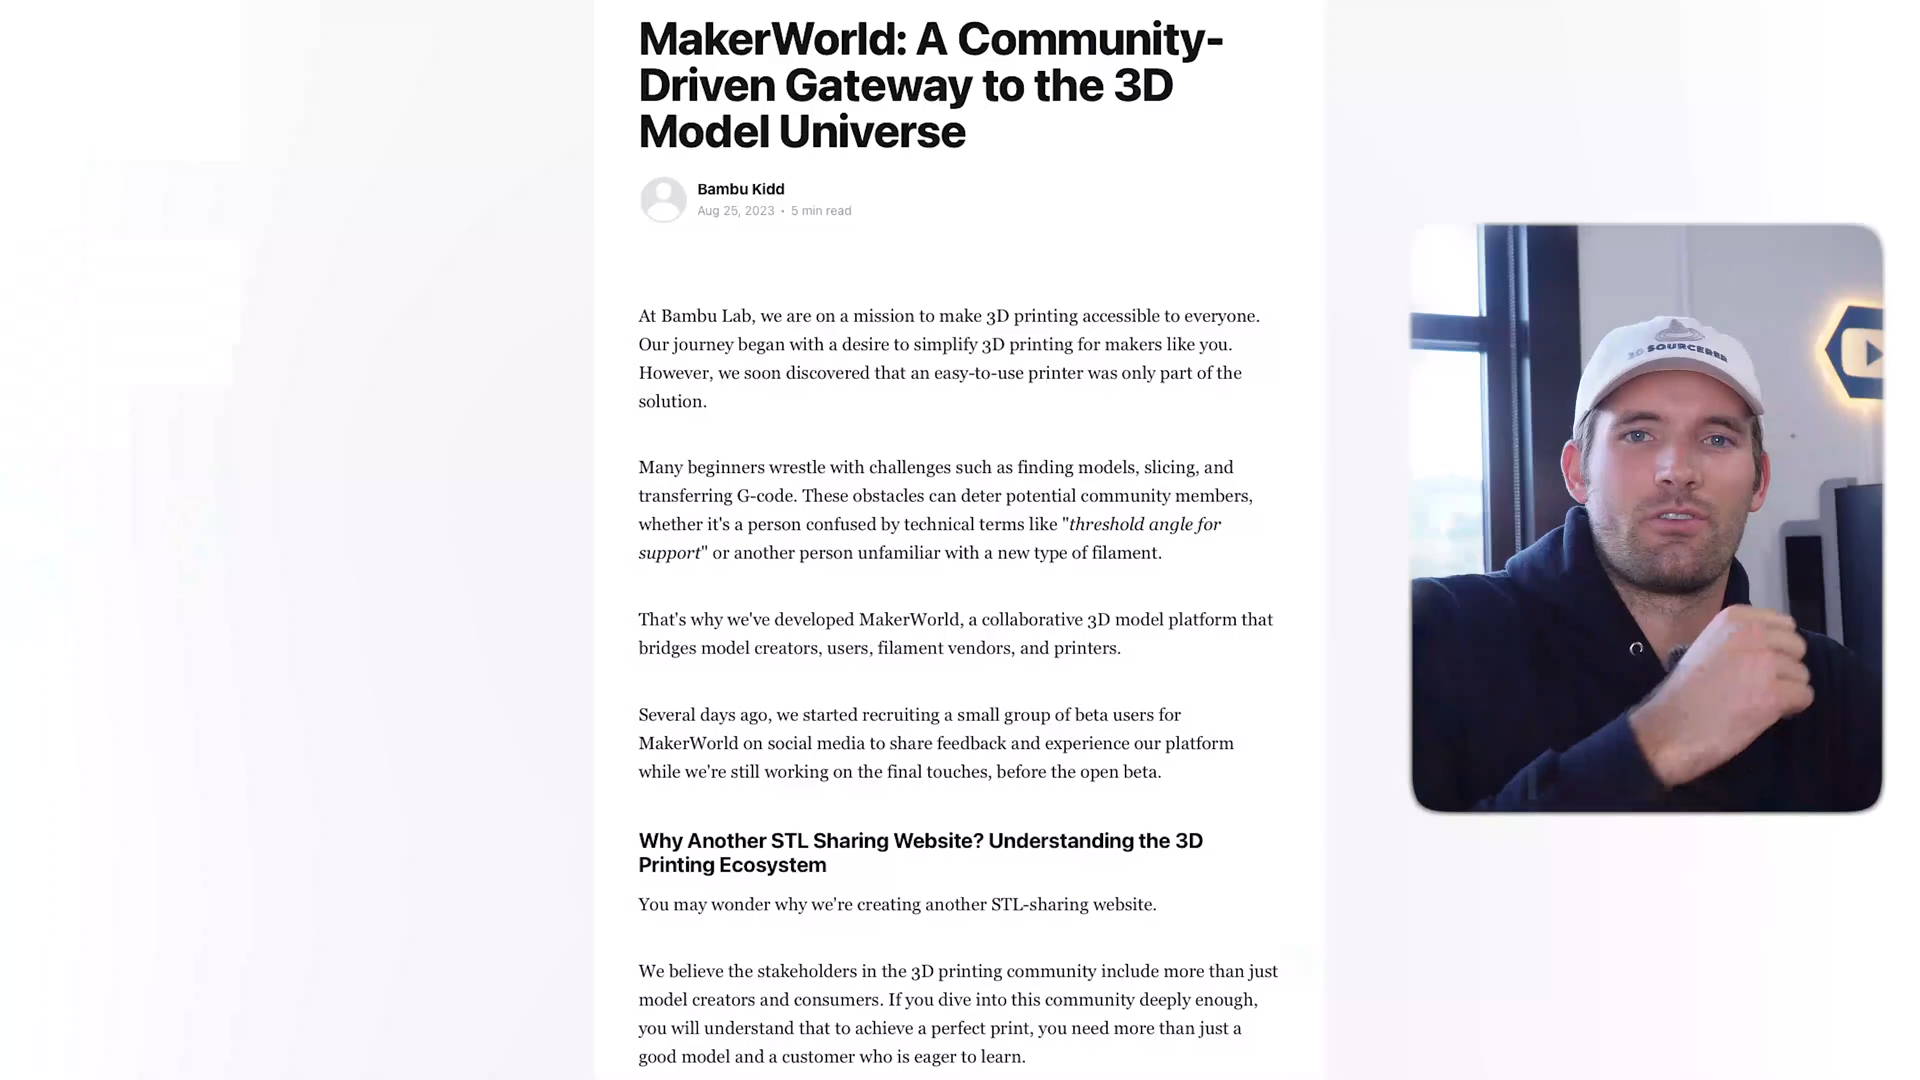 MakerWorld: A Community-
Driven Gateway to the 3D
Model Universe
Bambu Kidd
Aug 25, 2023 • 5 min read
At Bambu Lab, we are on a mission to make 3D printing accessible to everyone.
Our journey began with a desire to simplify 3D printing for makers like you.
However, we soon discovered that an easy-to-use printer was only part of the
solution.
Many beginners wrestle with challenges such as finding models, slicing, and
transferring G-code. These obstacles can deter potential community members,
whether it's a person confused by technical terms like "threshold angle for
support" or another person unfamiliar with a new type of filament.
That's why we've developed MakerWorld, a collaborative 3D model platform that
bridges model creators, users, filament vendors, and printers.
Several days ago, we started recruiting a small group of beta users for
MakerWorld on social media to share feedback and experience our platform
while we're still working on the final touches, before the open beta.
Why Another STL Sharing Website? Understanding the 3D
Printing Ecosystem
You may wonder why we're creating another STL-sharing website.
We believe the stakeholders in the 3D printing community include more than just
model creators and consumers. If you dive into this community deeply enough,
you will understand that to achieve a perfect print, you need more than just a
good model and a customer who is eager to learn.
3D SOURCERER